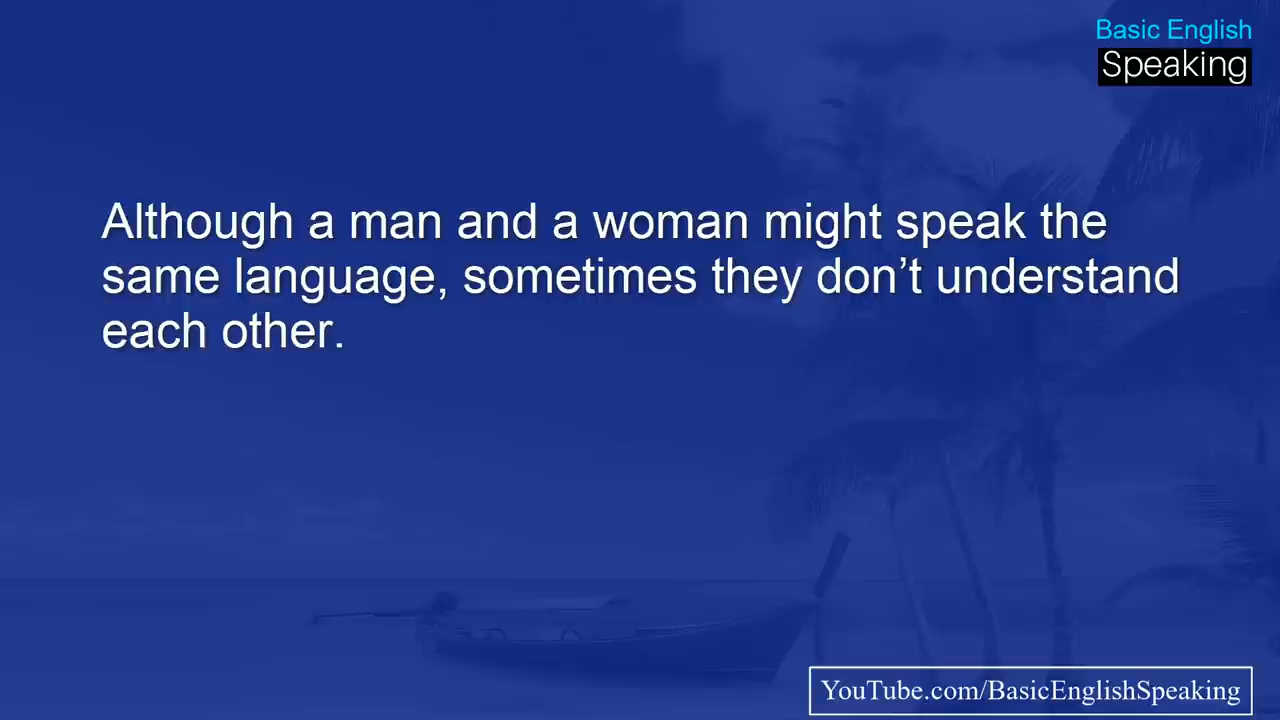 Basic English
Speaking
Although a man and a woman might speak the
same language, sometimes they don’t understand
each other.
YouTube.com/BasicEnglishSpeaking